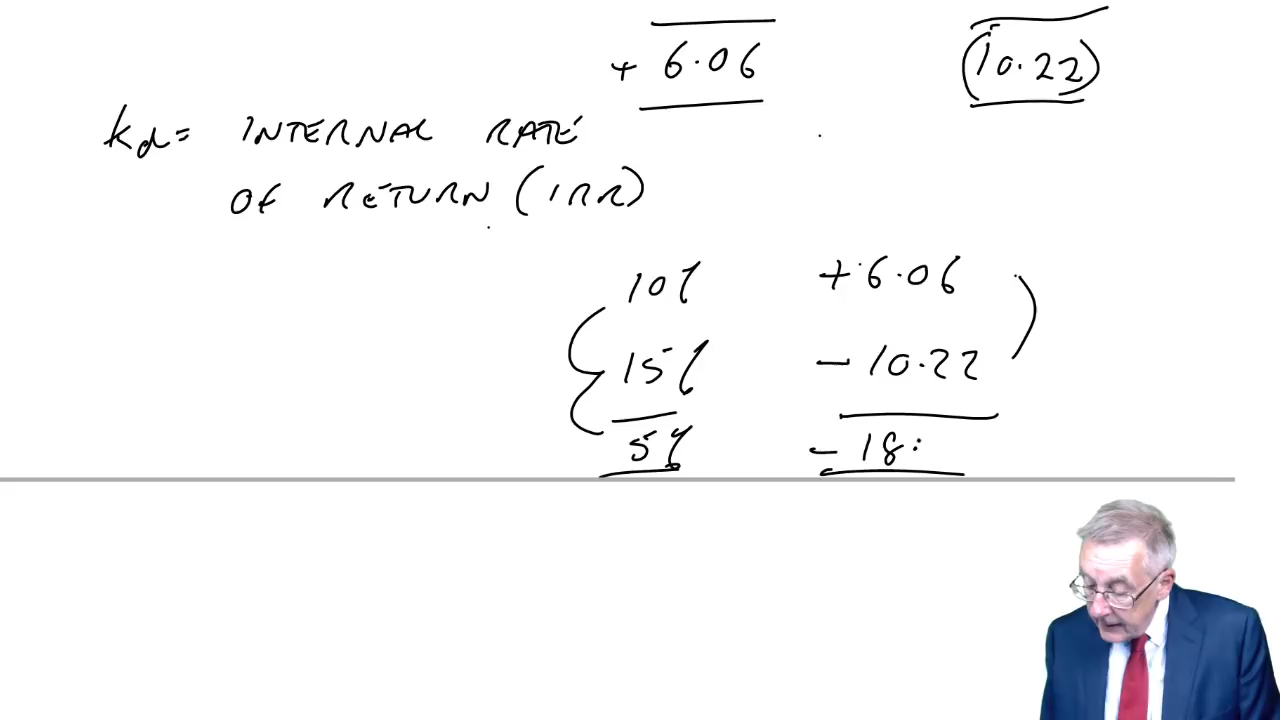 + 6.06 (10.22)
kd = INTERNAL RATE
OF RETURN (IRR)
10% +6.06
15% - 10.22
5% - 18.